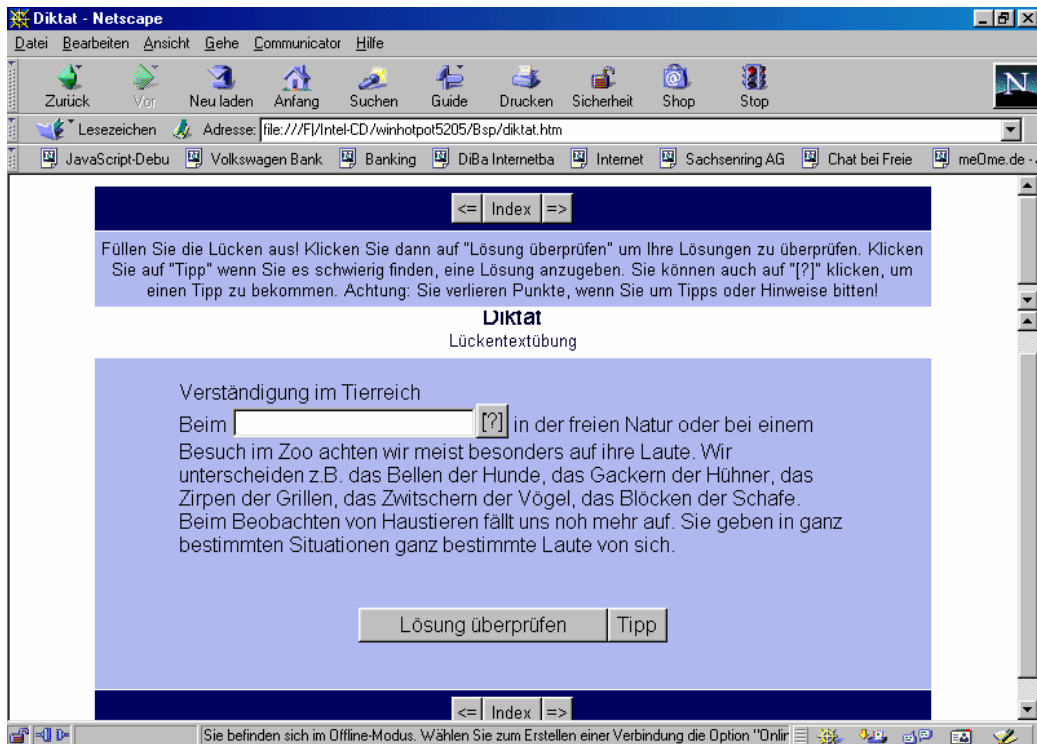 Diktat - Netscape
Datei Bearbeiten Ansicht Gehe Communicator Hilfe
Zurück Vor Neu laden Anfang Suchen Guide Drucken Sicherheit Shop Stop
N
Lesezeichen Adresse: file:///F|/Intel-CD/winhotpot5205/Bsp/diktat.htm
JavaScript-Debu Volkswagen Bank Banking DiBa Internetba Internet Sachsenring AG Chat bei Freie me0me.de -
<= Index =>
Füllen Sie die Lücken aus! Klicken Sie dann auf "Lösung überprüfen" um Ihre Lösungen zu überprüfen. Klicken
Sie auf "Tipp" wenn Sie es schwierig finden, eine Lösung anzugeben. Sie können auch auf "[?]" klicken, um
einen Tipp zu bekommen. Achtung: Sie verlieren Punkte, wenn Sie um Tipps oder Hinweise bitten!
Diktat
Lückentextübung
Verständigung im Tierreich
Beim [?] in der freien Natur oder bei einem
Besuch im Zoo achten wir meist besonders auf ihre Laute. Wir
unterscheiden z.B. das Bellen der Hunde, das Gackern der Hühner, das
Zirpen der Grillen, das Zwitschern der Vögel, das Blöcken der Schafe.
Beim Beobachten von Haustieren fällt uns noh mehr auf. Sie geben in ganz
bestimmten Situationen ganz bestimmte Laute von sich.
Lösung überprüfen Tipp
<= Index =>
Sie befinden sich im Offline-Modus. Wählen Sie zum Erstellen einer Verbindung die Option "Onlir